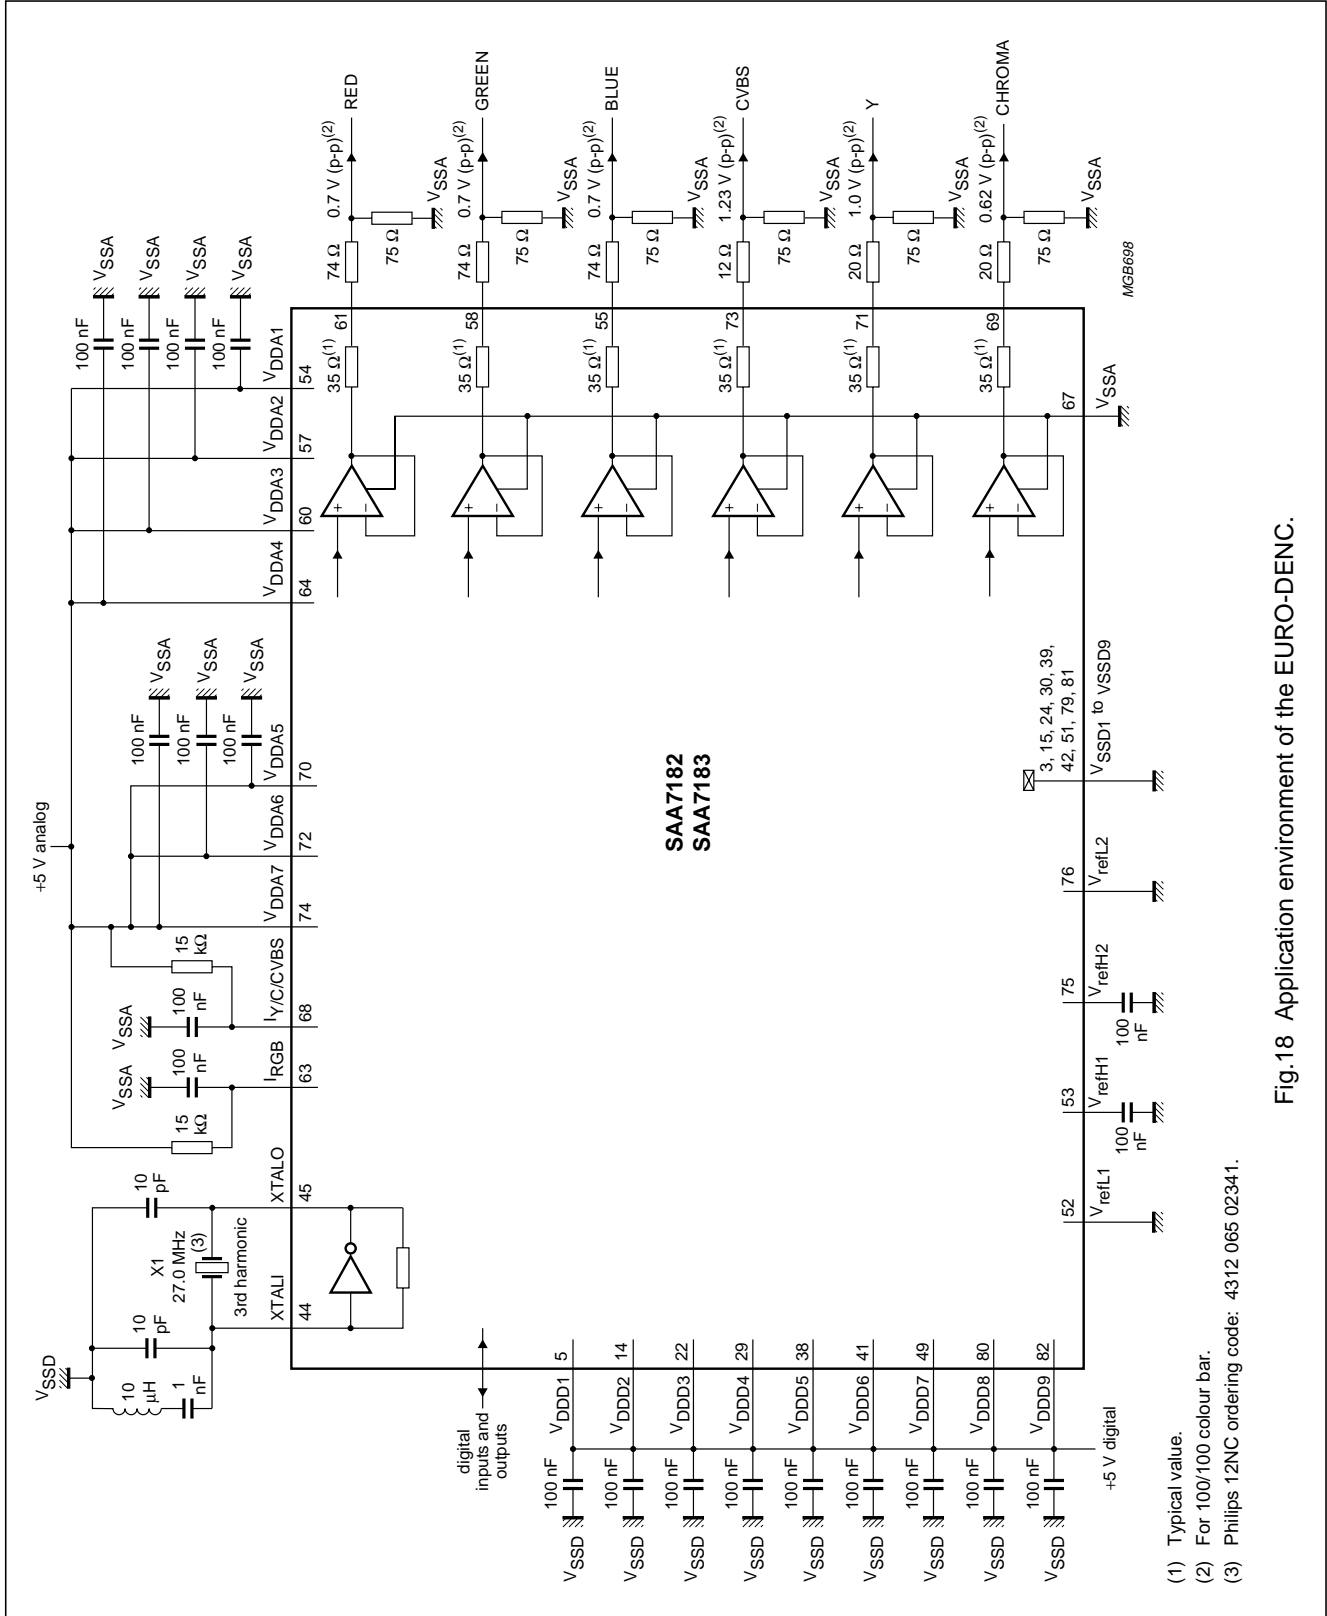 +5 V analog
VSSD
10 µH
1 nF
10 pF
10 pF
X1
27.0 MHz
(3)
3rd harmonic
XTALI
44
XTALO
45
15 kΩ
VSSA
100 nF
IRGB
63
VSSA
100 nF
15 kΩ
IY/C/CVBS
68
VDDA7
74
VDDA6
72
VDDA5
70
100 nF
VSSA
100 nF
VSSA
100 nF
VSSA
VDDA4
64
VDDA3
60
VDDA2
57
VDDA1
54
100 nF
VSSA
100 nF
VSSA
100 nF
VSSA
100 nF
VSSA
+
−
35 Ω(1)
61
74 Ω
75 Ω
VSSA
0.7 V (p-p)(2)
RED
+
−
35 Ω(1)
58
74 Ω
75 Ω
VSSA
0.7 V (p-p)(2)
GREEN
+
−
35 Ω(1)
55
74 Ω
75 Ω
VSSA
0.7 V (p-p)(2)
BLUE
+
−
35 Ω(1)
73
12 Ω
75 Ω
VSSA
1.23 V (p-p)(2)
CVBS
+
−
35 Ω(1)
71
20 Ω
75 Ω
VSSA
1.0 V (p-p)(2)
Y
+
−
35 Ω(1)
69
20 Ω
75 Ω
VSSA
0.62 V (p-p)(2)
CHROMA
67
VSSA
MGB698
SAA7182
SAA7183
digital
inputs and
outputs
VSSD
100 nF
VDDD1
5
VSSD
100 nF
VDDD2
14
VSSD
100 nF
VDDD3
22
VSSD
100 nF
VDDD4
29
VSSD
100 nF
VDDD5
38
VSSD
100 nF
VDDD6
41
VSSD
100 nF
VDDD7
49
VSSD
100 nF
VDDD8
80
VSSD
100 nF
VDDD9
82
+5 V digital
52
VrefL1
53
VrefH1
100 nF
75
VrefH2
100 nF
76
VrefL2
3, 15, 24, 30, 39,
42, 51, 79, 81
VSSD1 to VSSD9
(1) Typical value.
(2) For 100/100 colour bar.
(3) Philips 12NC ordering code: 4312 065 02341.
Fig.18 Application environment of the EURO-DENC.